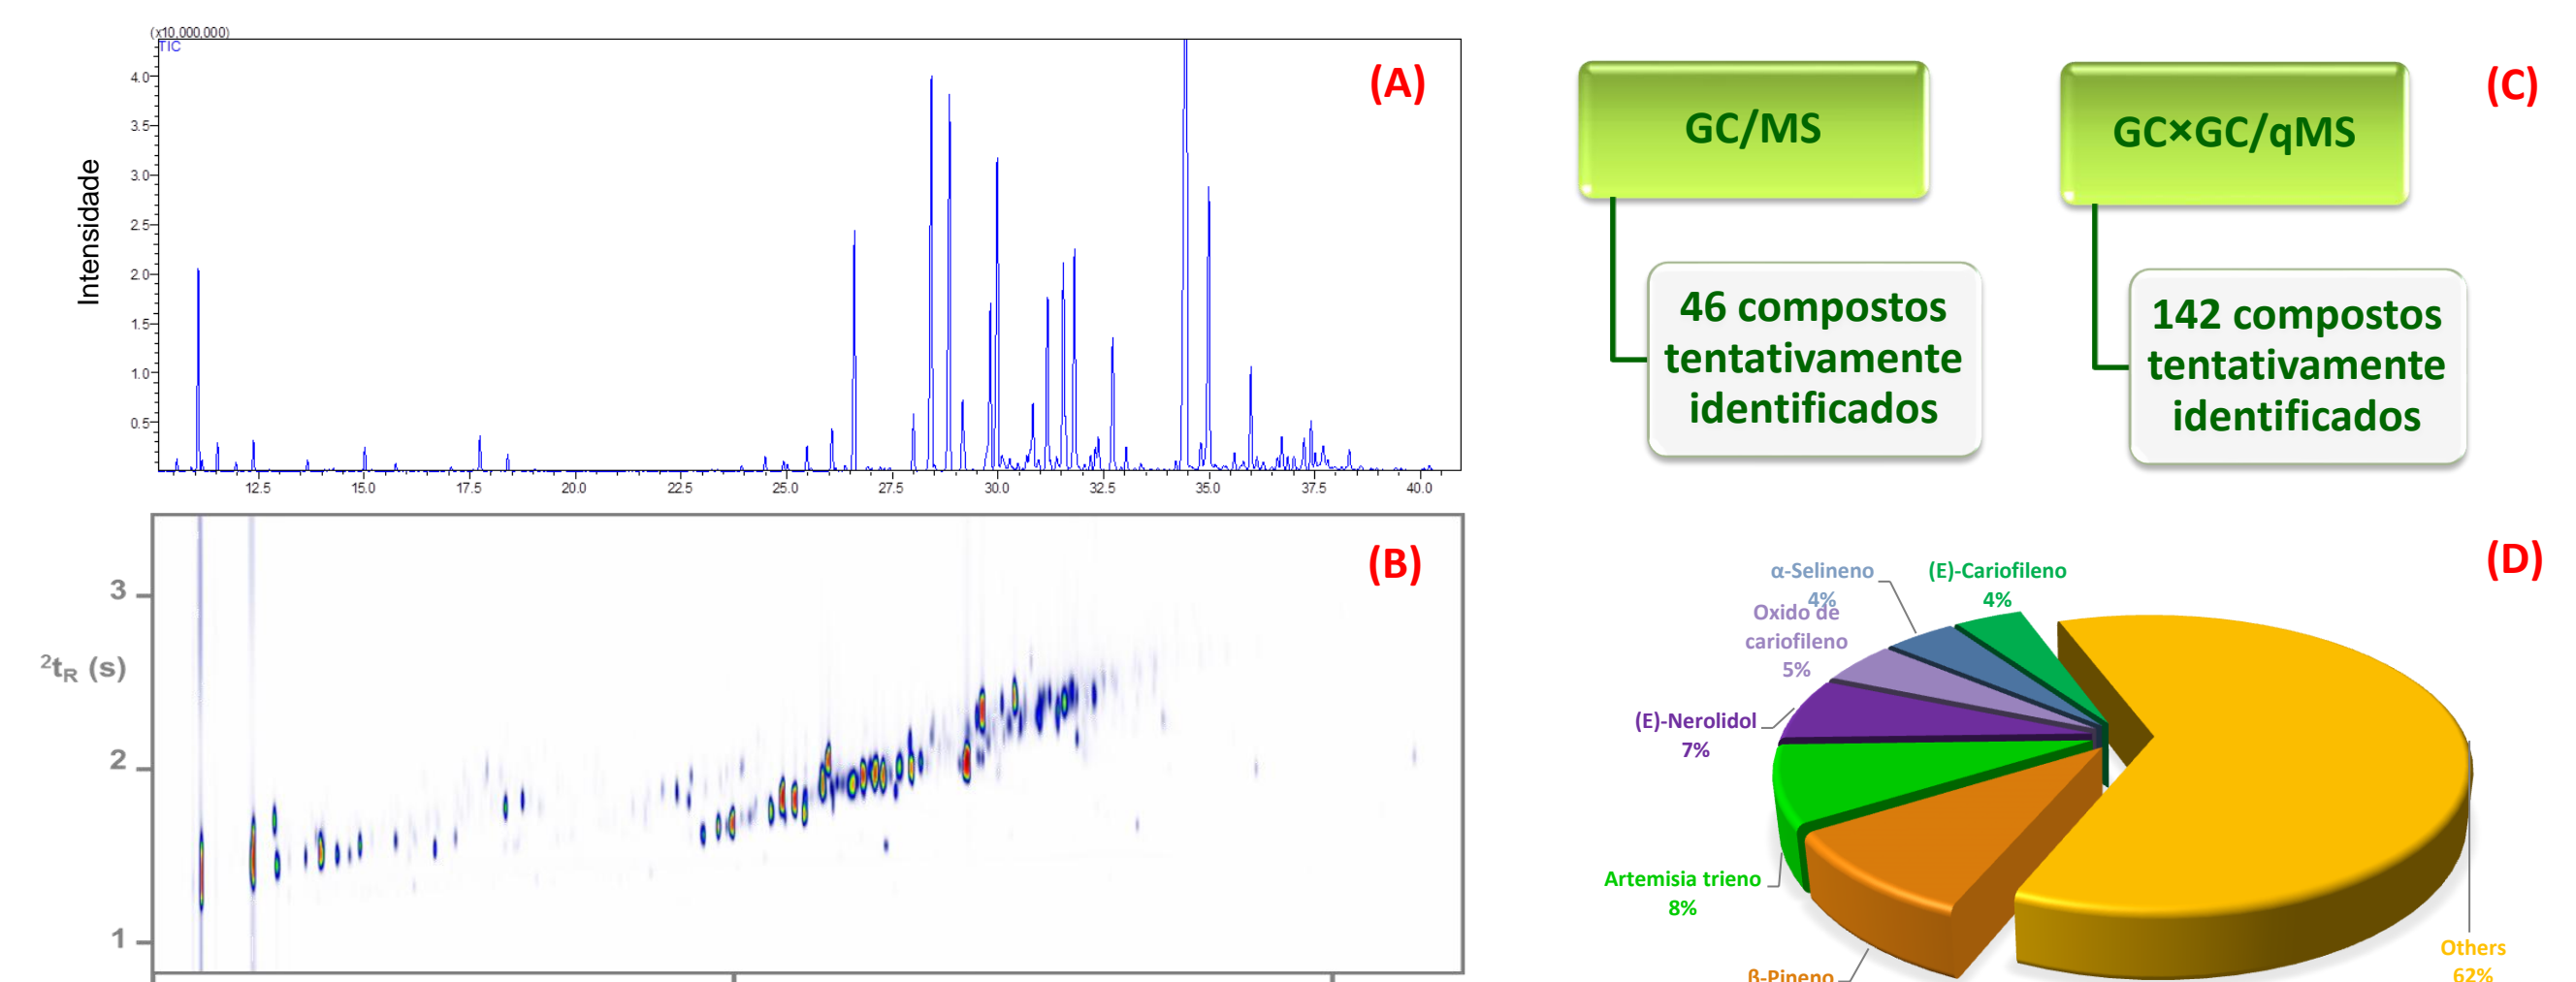 (x10,000,000)
TIC
(A)
Intensidade
4.0
3.5
3.0
2.5
2.0
1.5
1.0
0.5
12.5 15.0 17.5 20.0 22.5 25.0 27.5 30.0 32.5 35.0 37.5 40.0
(B)
3
²tR (s)
2
1
(C)
GC/MS
46 compostos
tentativamente
identificados
GC×GC/qMS
142 compostos
tentativamente
identificados
(D)
α-Selineno
4%
(E)-Cariofileno
4%
Oxido de
cariofileno
5%
(E)-Nerolidol
7%
Artemisia trieno
8%
β-Pineno
Others
62%